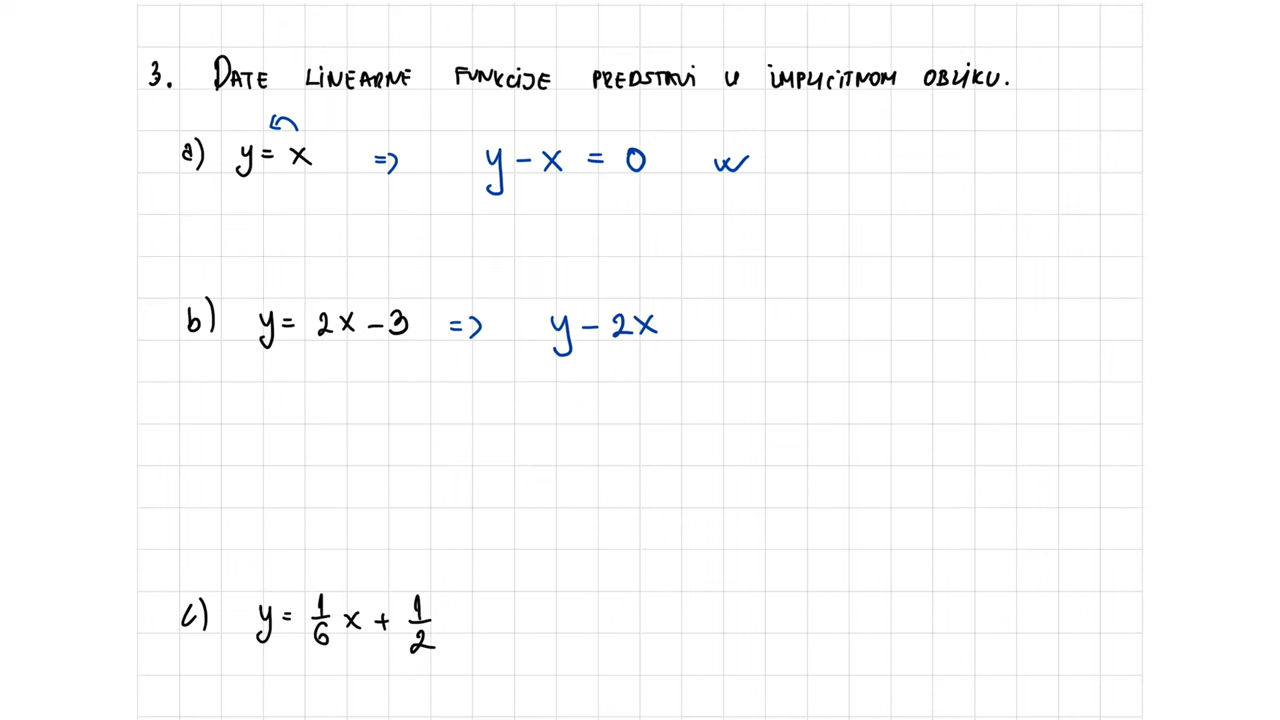 3. DATE LINEARNE FUNKCIJE PREDSTAVI U IMPLICITNOM OBLIKU.
a) y = x => y - x = 0
b) y = 2x - 3 => y - 2x
c) y = 1/6 x + 1/2